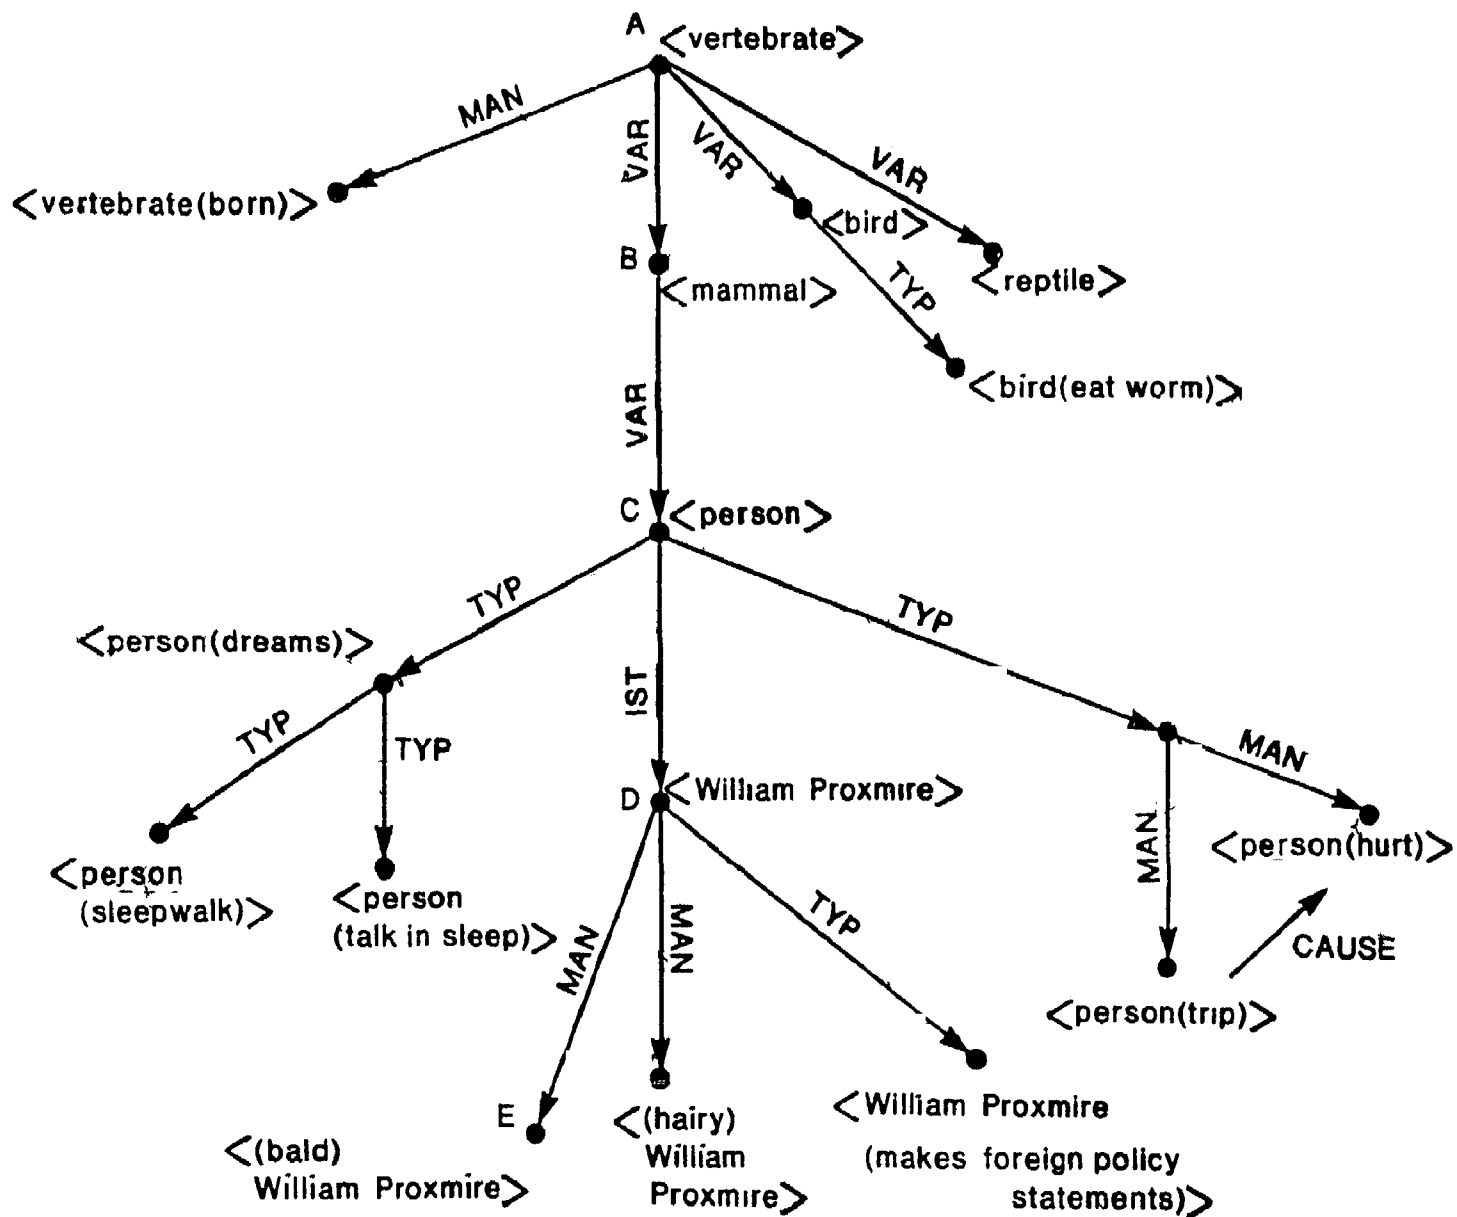 A
<vertebrate>
MAN
VAR
VAR
VAR
<vertebrate(born)>
<bird>
B
<mammal>
TYP
<reptile>
<bird(eat worm)>
VAR
C
<person>
TYP
TYP
<person(dreams)>
IST
TYP
TYP
MAN
D
<William Proxmire>
MAN
<person(hurt)>
<person
(sleepwalk)>
<person
(talk in sleep)>
MAN
MAN
TYP
CAUSE
<person(trip)>
E
<(bald)
William Proxmire>
<(hairy)
William
Proxmire>
<William Proxmire
(makes foreign policy
statements)>